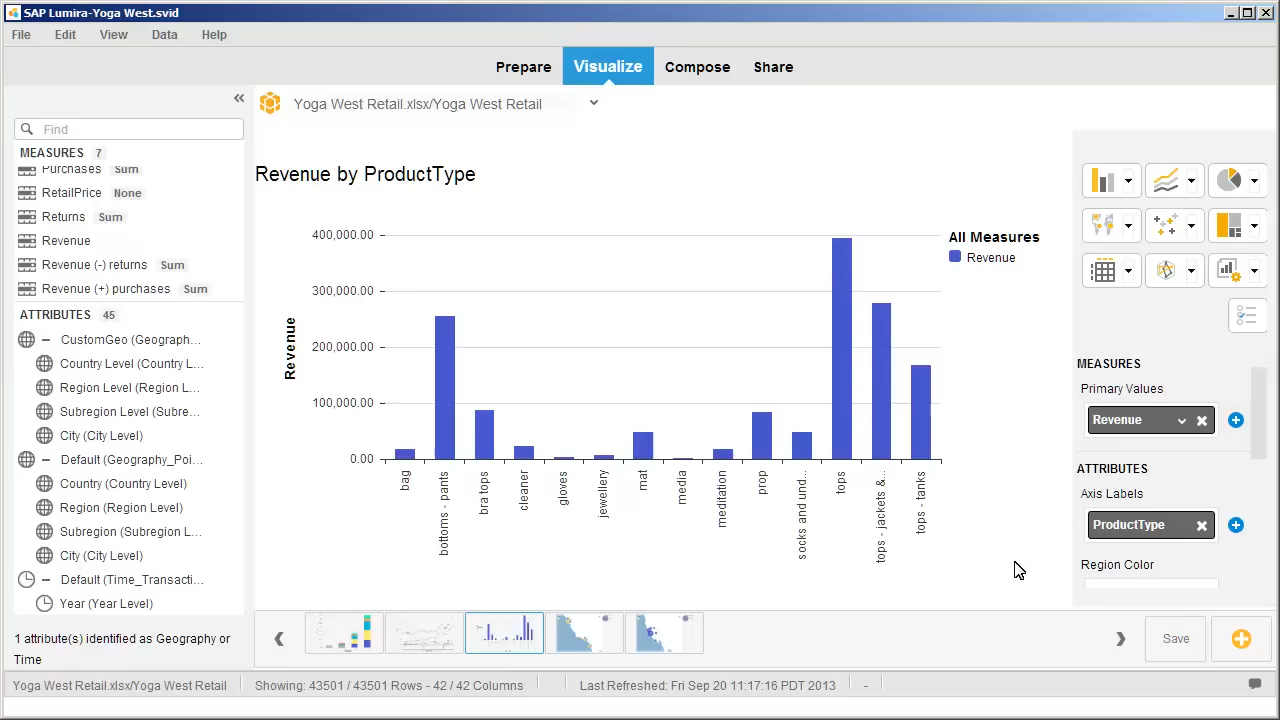 SAP Lumira-Yoga West.svid
File Edit View Data Help
Prepare Visualize Compose Share
Yoga West Retail.xlsx/Yoga West Retail
Find
MEASURES 7
Purchases Sum
RetailPrice None
Returns Sum
Revenue
Revenue (-) returns Sum
Revenue (+) purchases Sum
ATTRIBUTES 45
CustomGeo (Geograph...
Country Level (Country L...
Region Level (Region L...
Subregion Level (Subre...
City (City Level)
Default (Geography_Poi...
Country (Country Level)
Region (Region Level)
Subregion (Subregion L...
City (City Level)
Default (Time_Transacti...
Year (Year Level)
1 attribute(s) identified as Geography or
Time
Revenue by ProductType
Revenue
400,000.00
300,000.00
200,000.00
100,000.00
0.00
bag
bottoms - pants
bra tops
cleaner
gloves
jewellery
mat
media
meditation
prop
socks and und...
tops
tops - jackets &...
tops - tanks
All Measures
Revenue
MEASURES
Primary Values
Revenue
ATTRIBUTES
Axis Labels
ProductType
Region Color
Save
Yoga West Retail.xlsx/Yoga West Retail
Showing: 43501 / 43501 Rows - 42 / 42 Columns
Last Refreshed: Fri Sep 20 11:17:16 PDT 2013
-